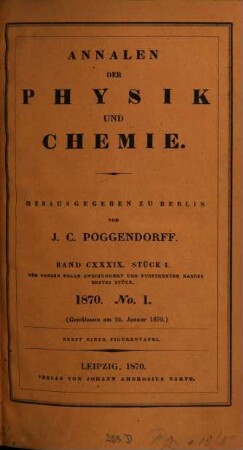 ANNALEN
DER
PHYSIK
UND
CHEMIE.
HERAUSGEGEBEN ZU BERLIN
VON
J. C. POGGENDORFF.
BAND CXXXIX. STÜCK 1.
DER GANZEN FOLGE ZWEIHUNDERT UND FUNFZEHNTER BANDES
ERSTES STÜCK.
1870. No. 1.
(Geschlossen am 26. Januar 1870.)
NEBST EINER FIGURENTAFEL.
LEIPZIG, 1870.
VERLAG VON JOHANN AMBROSIUS BARTH.